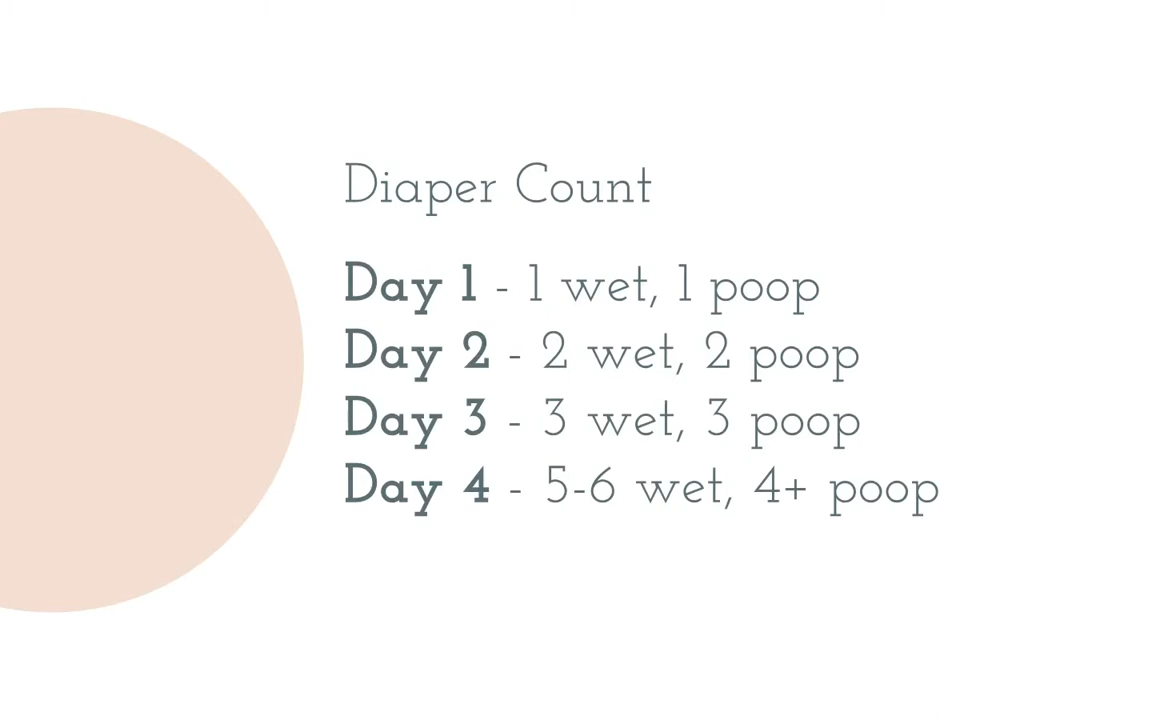 Diaper Count
Day 1 - 1 wet, 1 poop
Day 2 - 2 wet, 2 poop
Day 3 - 3 wet, 3 poop
Day 4 - 5-6 wet, 4+ poop